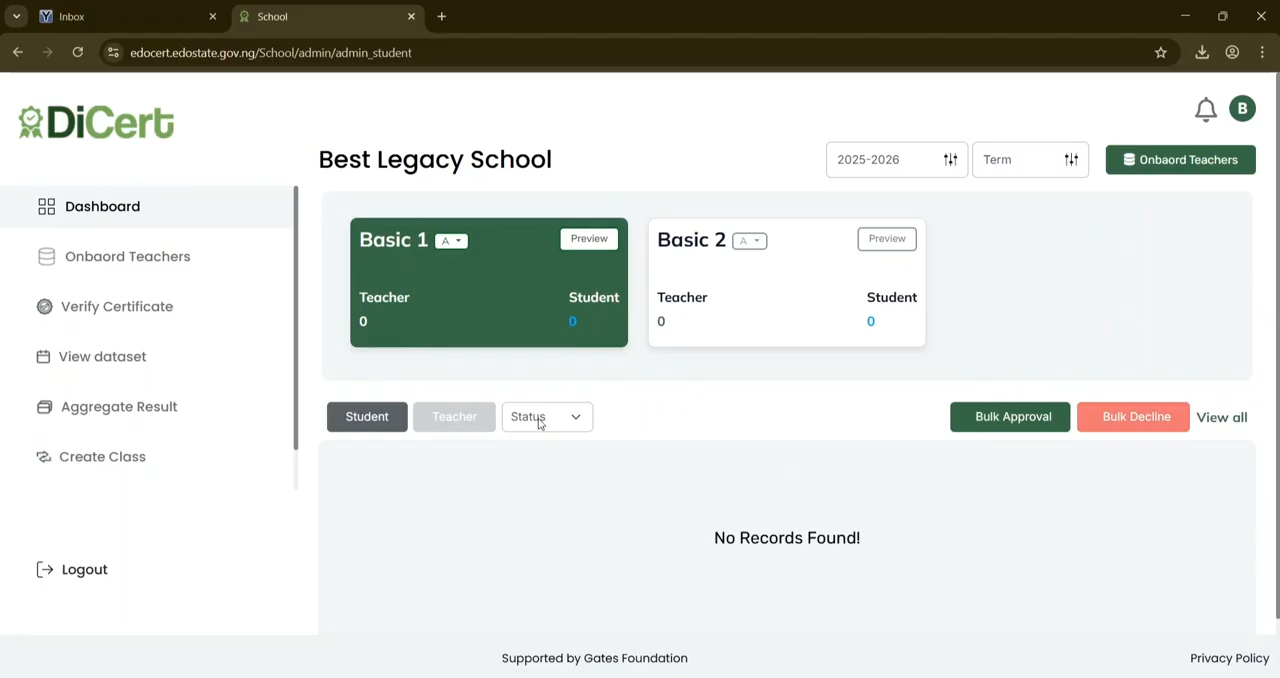 Inbox
School
edocert.edostate.gov.ng/School/admin/admin_student
DiCert
B
Best Legacy School
2025-2026
Term
Onbaord Teachers
Dashboard
Onbaord Teachers
Verify Certificate
View dataset
Aggregate Result
Create Class
Logout
Basic 1 A Preview
Teacher Student
0 0
Basic 2 A Preview
Teacher Student
0 0
Student Teacher Status
Bulk Approval Bulk Decline View all
No Records Found!
Supported by Gates Foundation
Privacy Policy